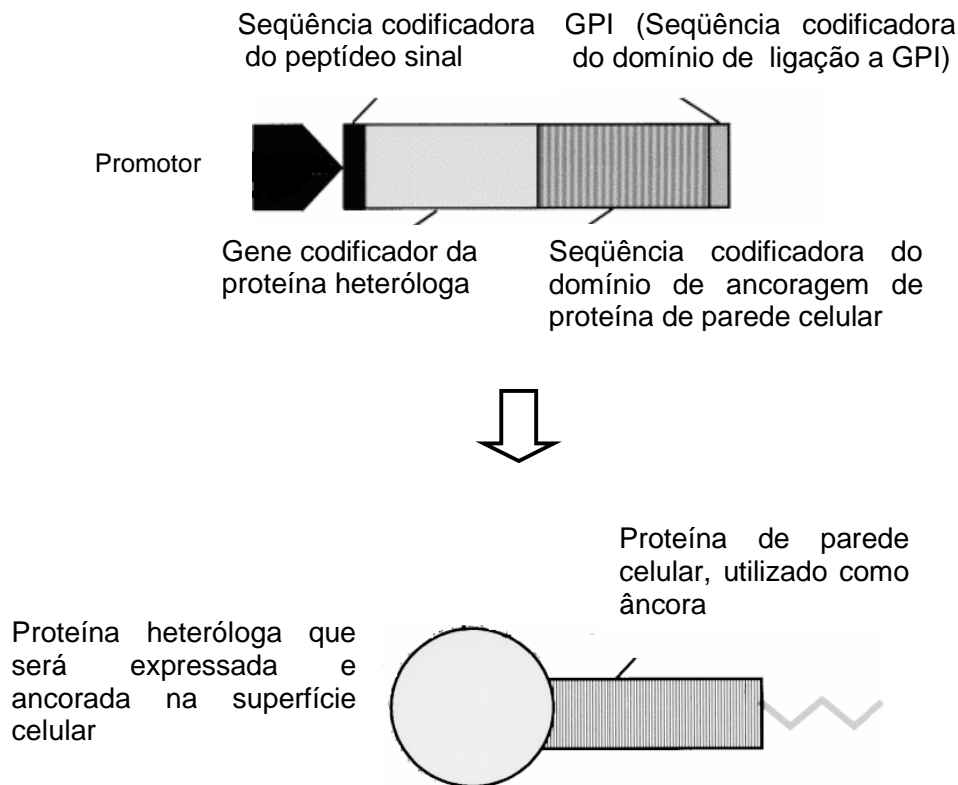 Seqüência codificadora
do peptídeo sinal
GPI (Seqüência codificadora
do domínio de ligação a GPI)
Promotor
Gene codificador da
proteína heteróloga
Seqüência codificadora do
domínio de ancoragem de
proteína de parede celular
Proteína de parede
celular, utilizado como
âncora
Proteína heteróloga que
será expressada e
ancorada na superfície
celular